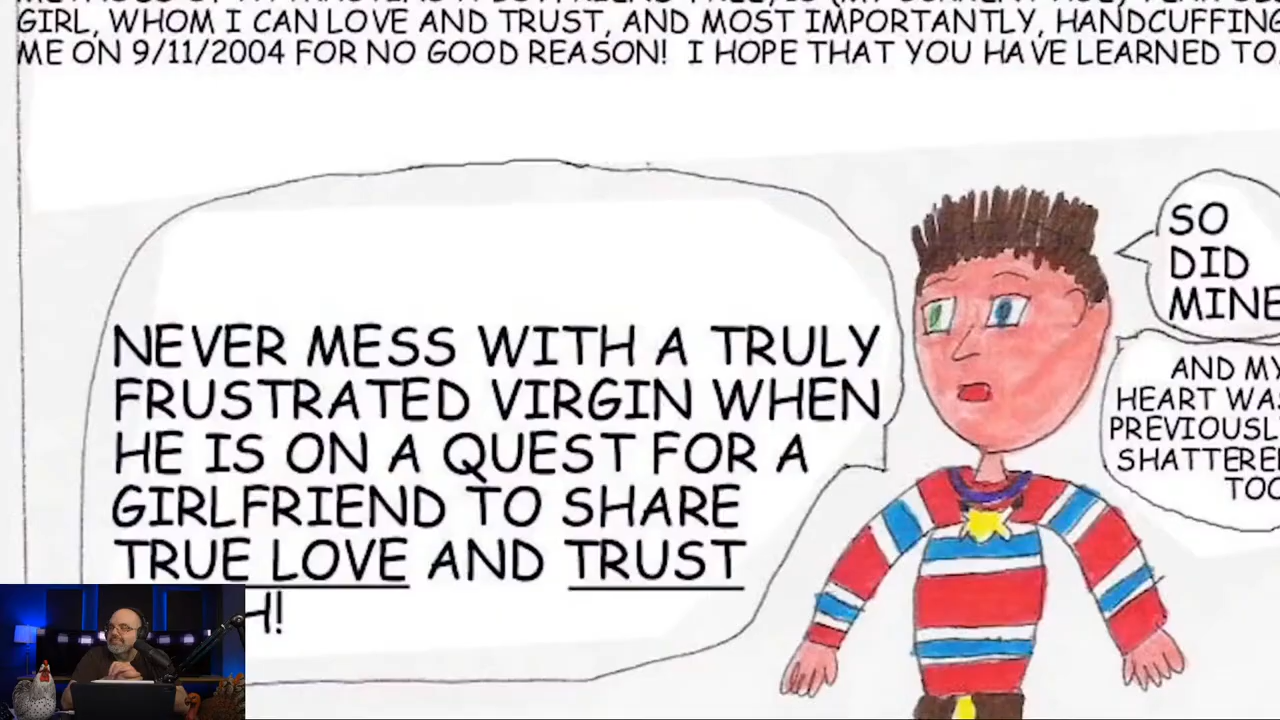 GIRL, WHOM I CAN LOVE AND TRUST, AND MOST IMPORTANTLY, HANDCUFFING
ME ON 9/11/2004 FOR NO GOOD REASON! I HOPE THAT YOU HAVE LEARNED TO
NEVER MESS WITH A TRULY
FRUSTRATED VIRGIN WHEN
HE IS ON A QUEST FOR A
GIRLFRIEND TO SHARE
TRUE LOVE AND TRUST
H!
SO
DID
MINE
AND MY
HEART WAS
PREVIOUSL
SHATTERE
TOO